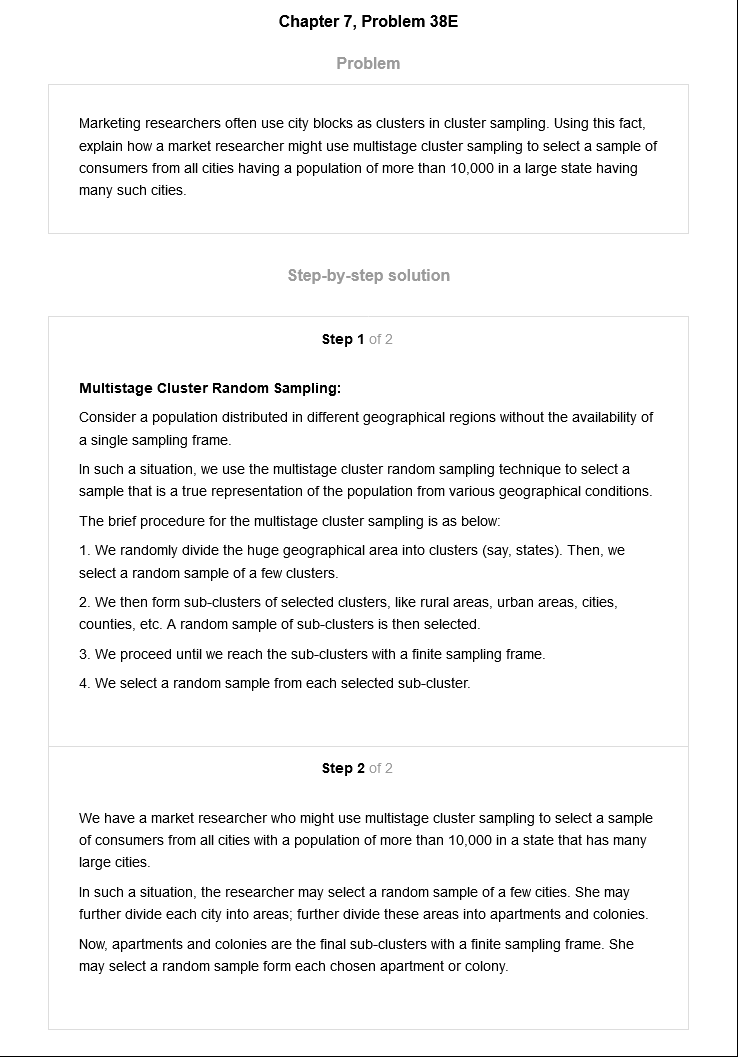 Chapter 7, Problem 38E
Problem
Marketing researchers often use city blocks as clusters in cluster sampling. Using this fact,
explain how a market researcher might use multistage cluster sampling to select a sample of
consumers from all cities having a population of more than 10,000 in a large state having
many such cities.
Step-by-step solution
Step 1 of 2
Multistage Cluster Random Sampling:
Consider a population distributed in different geographical regions without the availability of
a single sampling frame.
In such a situation, we use the multistage cluster random sampling technique to select a
sample that is a true representation of the population from various geographical conditions.
The brief procedure for the multistage cluster sampling is as below:
1. We randomly divide the huge geographical area into clusters (say, states). Then, we
select a random sample of a few clusters.
2. We then form sub-clusters of selected clusters, like rural areas, urban areas, cities,
counties, etc. A random sample of sub-clusters is then selected.
3. We proceed until we reach the sub-clusters with a finite sampling frame.
4. We select a random sample from each selected sub-cluster.
Step 2 of 2
We have a market researcher who might use multistage cluster sampling to select a sample
of consumers from all cities with a population of more than 10,000 in a state that has many
large cities.
In such a situation, the researcher may select a random sample of a few cities. She may
further divide each city into areas; further divide these areas into apartments and colonies.
Now, apartments and colonies are the final sub-clusters with a finite sampling frame. She
may select a random sample form each chosen apartment or colony.